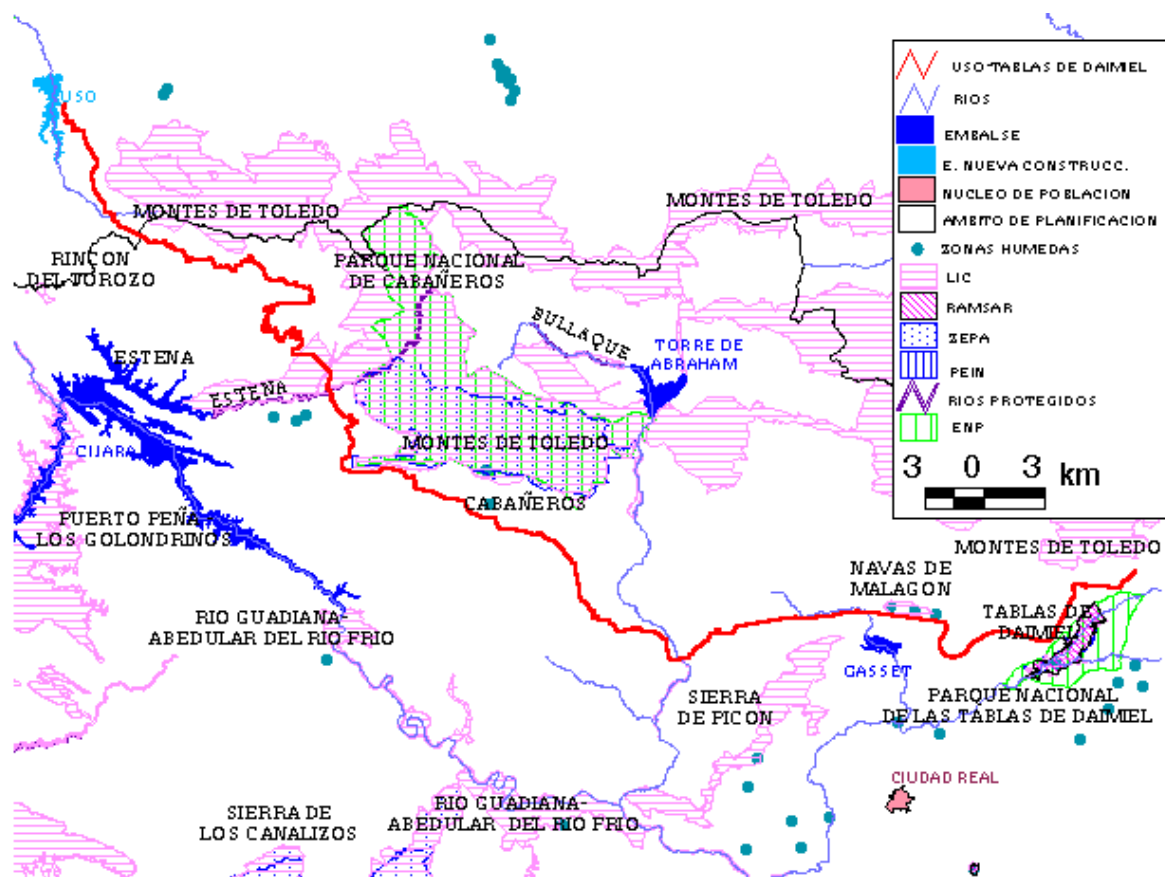 USO
MONTES DE TOLEDO
MONTES DE TOLEDO
RINCON
DEL TOROZO
PARQUE NACIONAL
DE CABAÑEROS
BULLAQUE
TORRE DE
ABRAHAM
ESTENA
ESTEÑA
CIJARA
MONTES DE TOLEDO
CABAÑEROS
PUERTO PEÑA
LOS GOLONDRINOS
RIO GUADIANA-
ABEDULAR DEL RIO FRIO
NAVAS DE
MALAGON
MONTES DE TOLEDO
TABLAS DE
DAIMIEL
GASSET
SIERRA
DE PICON
PARQUE NACIONAL
DE LAS TABLAS DE DAIMIEL
CIUDAD REAL
SIERRA DE
LOS CANALIZOS
RIO GUADIANA-
ABEDULAR DEL RIO FRIO
USO-TABLAS DE DAIMIEL
RIOS
EMBALSE
E. NUEVA CONSTRUCC.
NUCLEO DE POBLACION
AMBITO DE PLANIFICACION
ZONAS HUMEDAS
LIC
RAMSAR
ZEPA
PEIN
RIOS PROTEGIDOS
ENP
3 0 3 km